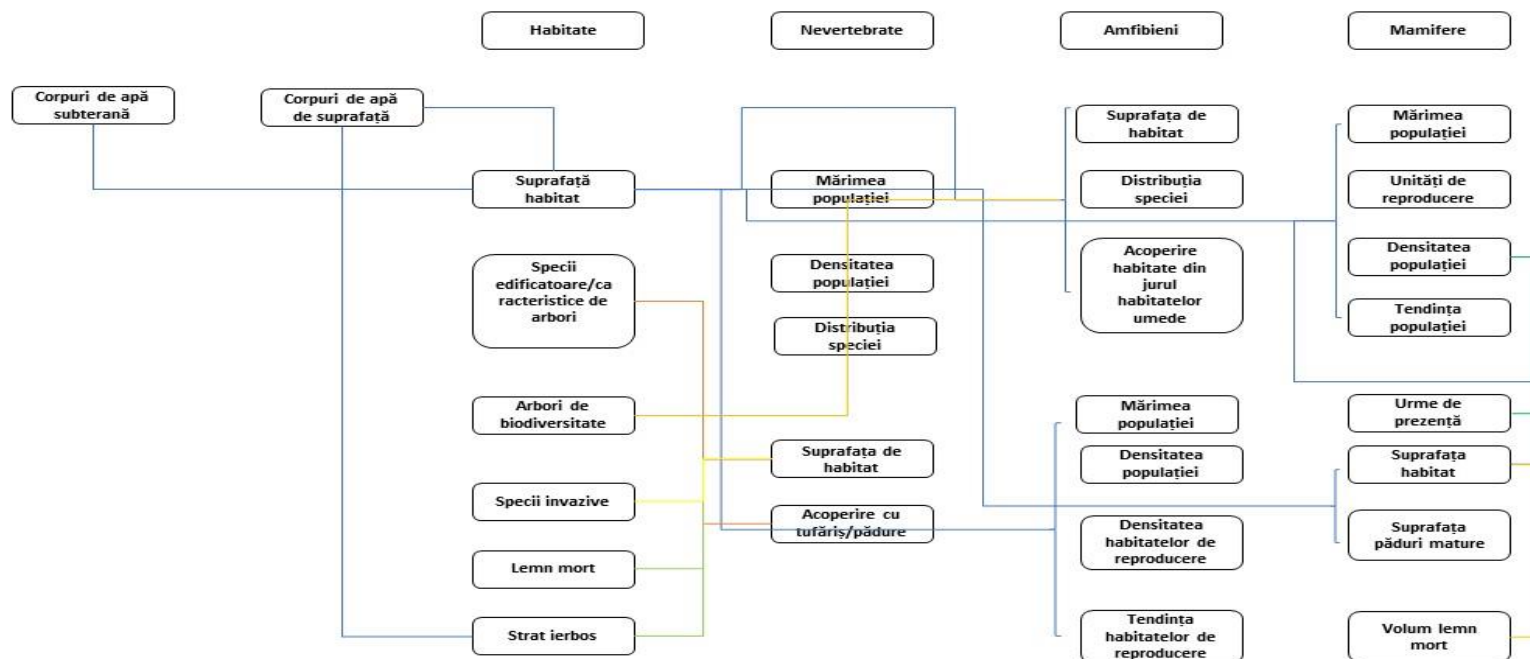 Habitate
Nevertebrate
Amfibieni
Mamifere
Corpuri de apă
subterană
Corpuri de apă
de suprafață
Suprafață
habitat
Specii
edificatoare/ca
racteristice de
arbori
Arbori de
biodiversitate
Specii invazive
Lemn mort
Strat ierbos
Mărimea
populației
Densitatea
populației
Distribuția
speciei
Suprafața de
habitat
Acoperire cu
tufăriș/pădure
Suprafața de
habitat
Distribuția
speciei
Acoperire
habitate din
jurul
habitatelor
umede
Mărimea
populației
Densitatea
populației
Densitatea
habitatelor de
reproducere
Tendința
habitatelor de
reproducere
Mărimea
populației
Unități de
reproducere
Densitatea
populației
Tendința
populației
Urme de
prezență
Suprafața
habitat
Suprafața
păduri mature
Volum lemn
mort